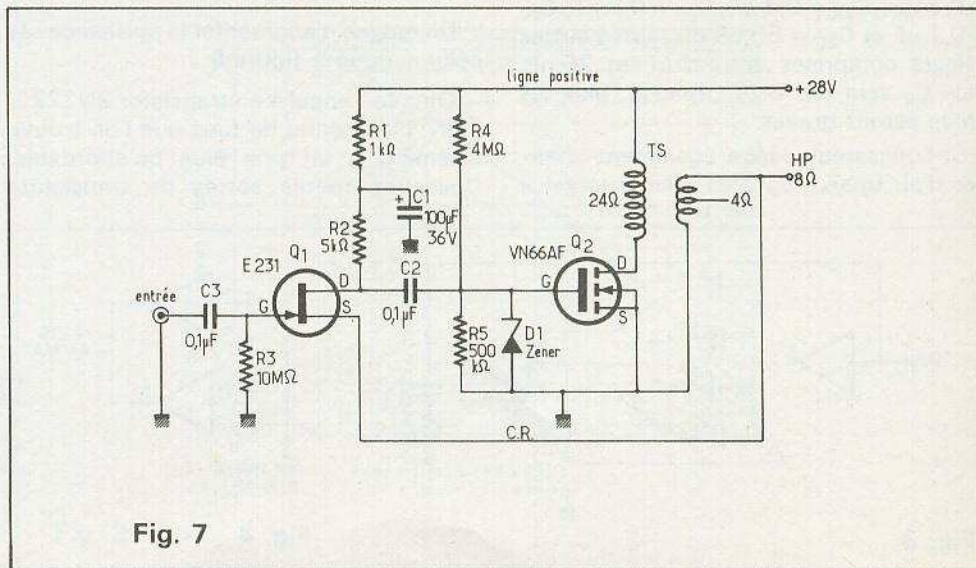 ligne positive
+28V
R1
1kΩ
R4
4MΩ
TS
HP
8Ω
+
C1
100µF
36V
24Ω
4Ω
R2
5kΩ
Q1
E 231
Q2
VN66AF
D
S
G
C2
0,1µF
D
G
S
entrée
C3
0,1µF
R3
10MΩ
R5
500
kΩ
D1
Zener
C.R.
Fig. 7